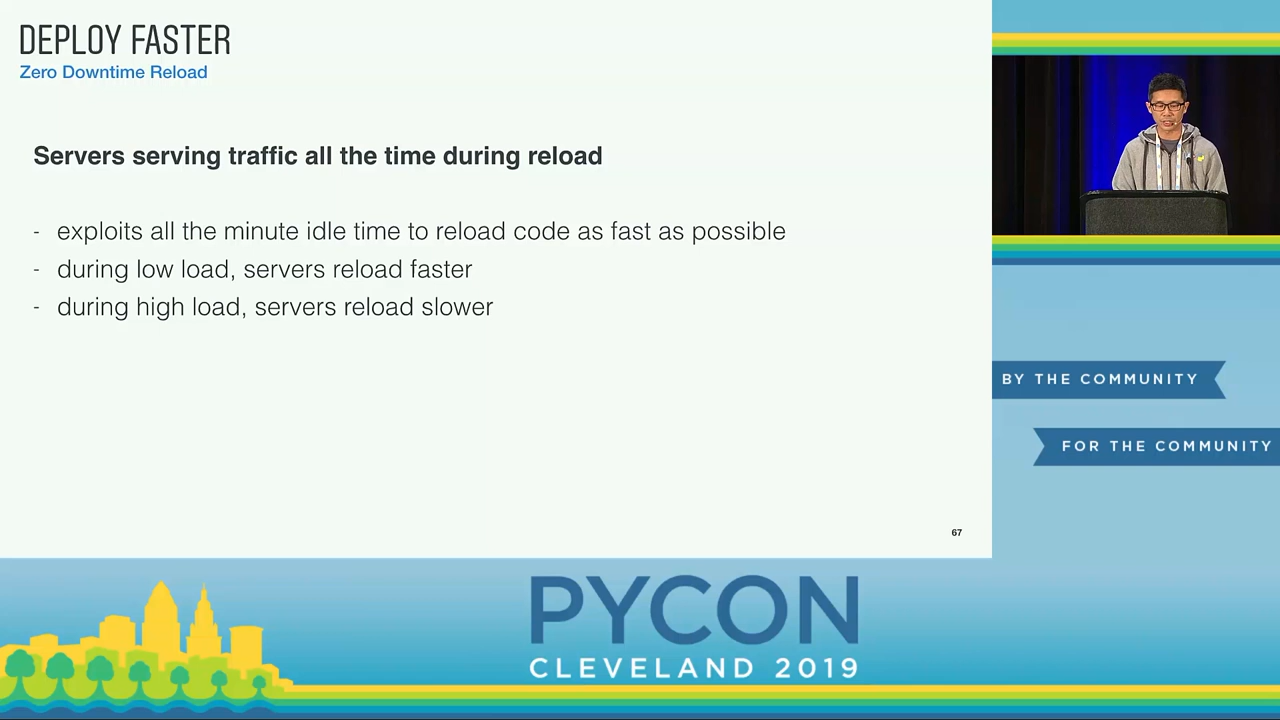 DEPLOY FASTER
Zero Downtime Reload
Servers serving traffic all the time during reload
- exploits all the minute idle time to reload code as fast as possible
- during low load, servers reload faster
- during high load, servers reload slower
67
BY THE COMMUNITY
FOR THE COMMUNITY
PYCON
CLEVELAND 2019